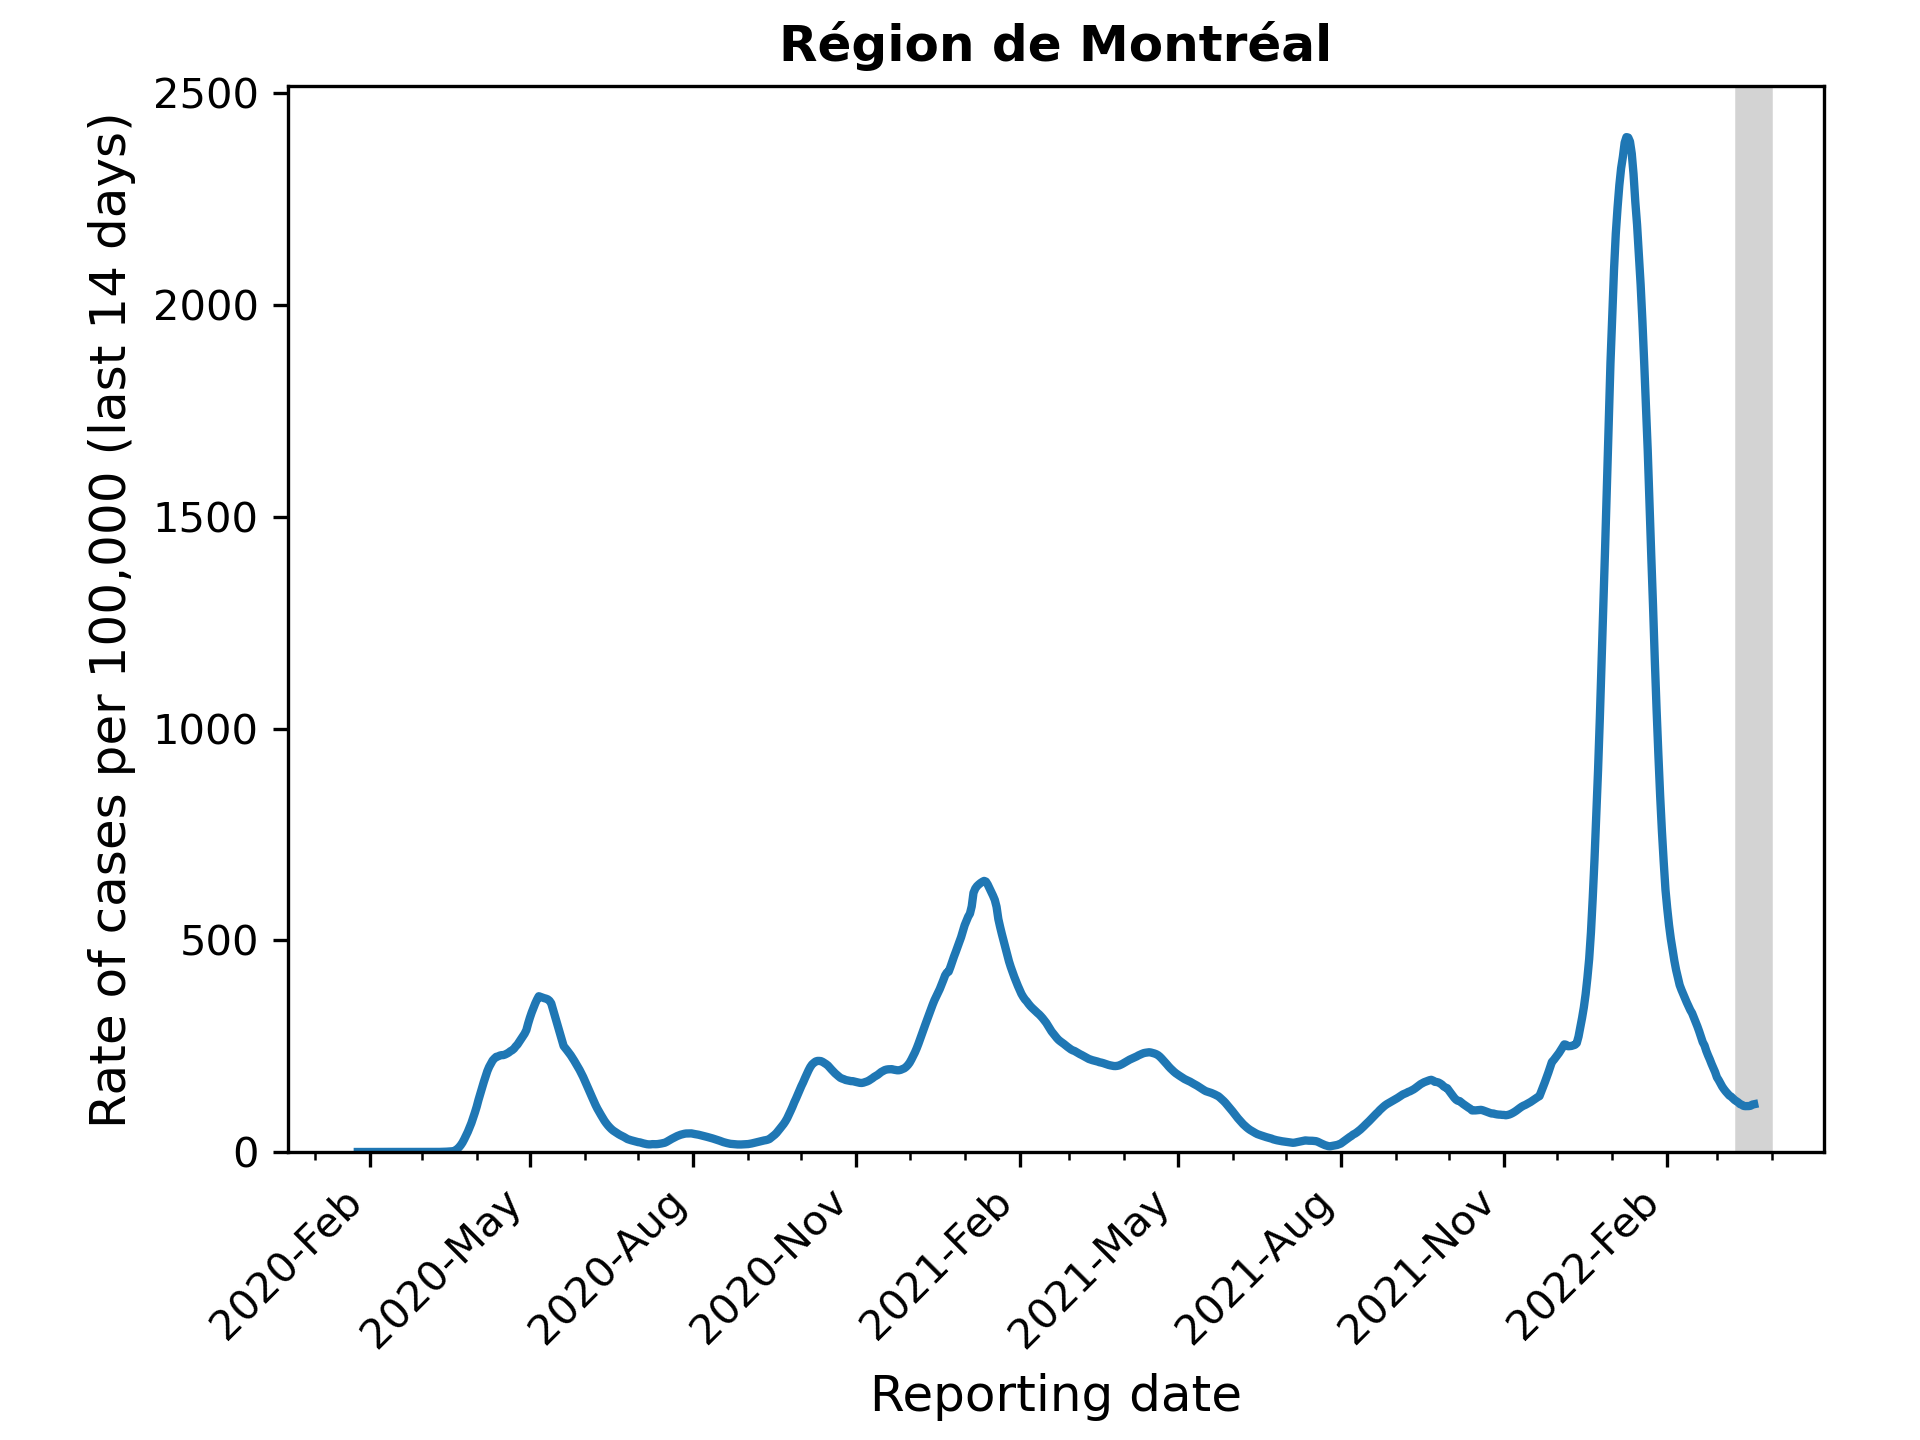 Région de Montréal
Rate of cases per 100,000 (last 14 days)
2500
2000
1500
1000
500
0
2020-Feb
2020-May
2020-Aug
2020-Nov
2021-Feb
2021-May
2021-Aug
2021-Nov
2022-Feb
Reporting date